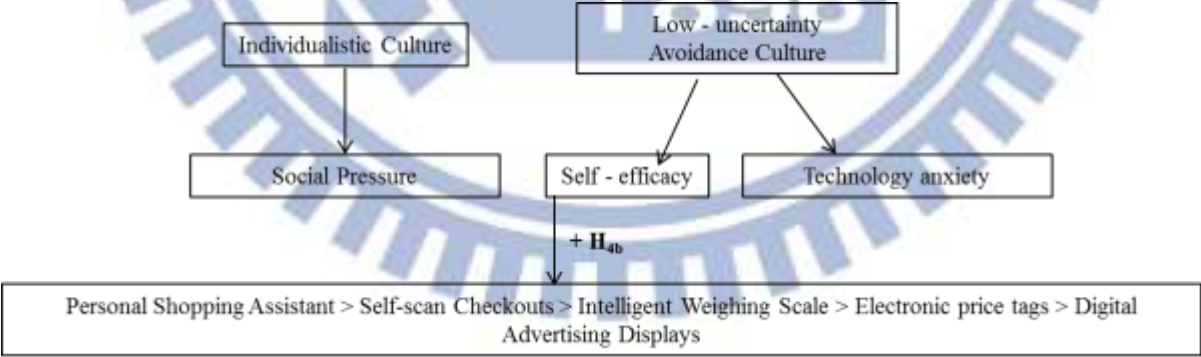 Individualistic Culture
Low - uncertainty
Avoidance Culture
Social Pressure
Self - efficacy
Technology anxiety
+ H4b
Personal Shopping Assistant > Self-scan Checkouts > Intelligent Weighing Scale > Electronic price tags > Digital
Advertising Displays